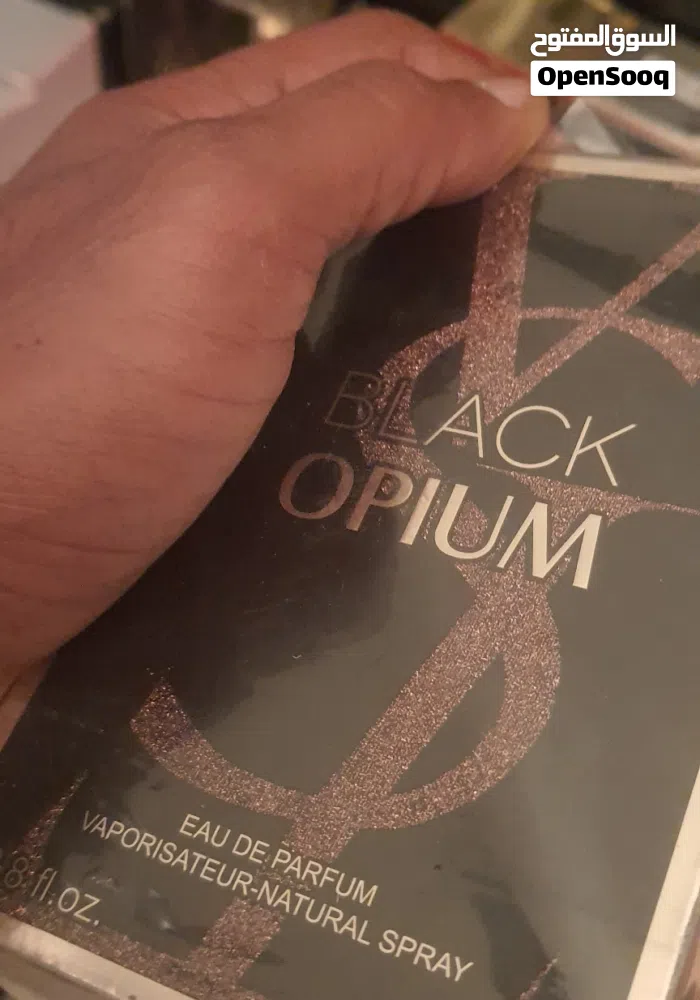 السوق المفتوح
OpenSooq
BLACK
OPIUM
EAU DE PARFUM
VAPORISATEUR-NATURAL SPRAY
fl.oz.